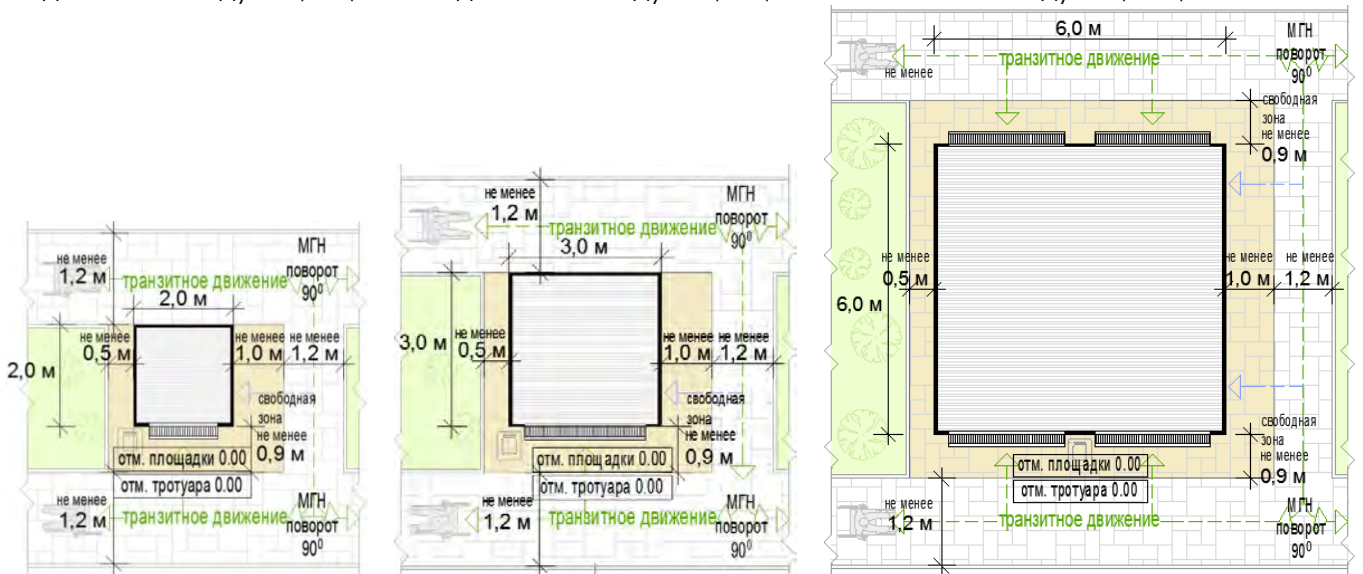 не менее
1,2 м
транзитное движение
2,0 м
МГН
поворот
90⁰
2,0 м
не менее
0,5 м
не менее
1,0 м
не менее
1,2 м
свободная
зона
не менее
0,9 м
отм. площадки 0.00
отм. тротуара 0.00
не менее
1,2 м
транзитное движение
МГН
поворот
90⁰
не менее
1,2 м
транзитное движение
3,0 м
МГН
поворот
90⁰
3,0 м
не менее
0,5 м
не менее
1,0 м
не менее
1,2 м
свободная
зона
не менее
0,9 м
отм. площадки 0.00
отм. тротуара 0.00
не менее
1,2 м
транзитное движение
МГН
поворот
90⁰
6,0 м
не менее
транзитное движение
МГН
поворот
90⁰
свободная
зона
не менее
0,9 м
не менее
0,5 м
6,0 м
не менее
1,0 м
не менее
1,2 м
свободная
зона
не менее
0,9 м
отм. площадки 0.00
отм. тротуара 0.00
не менее
1,2 м
транзитное движение
МГН
поворот
90⁰